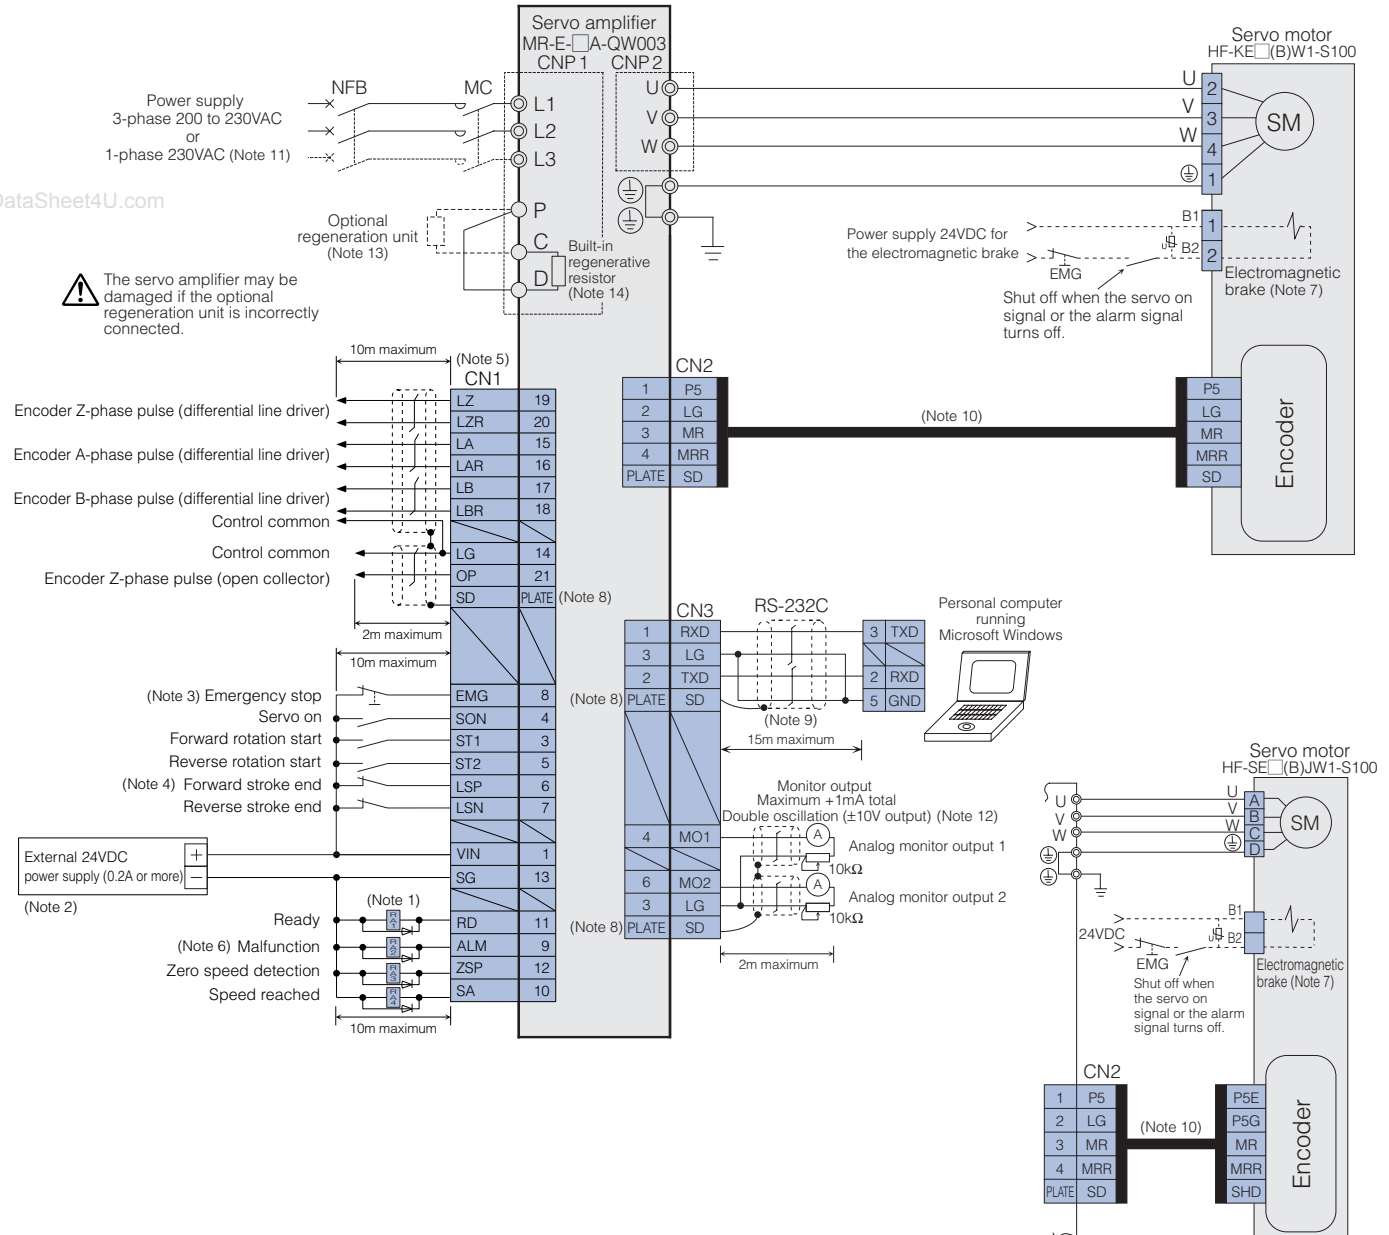 Servo amplifier
MR-E-□A-QW003
CNP1 CNP2
Servo motor
HF-KE□(B)W1-S100
NFB MC
Power supply
3-phase 200 to 230VAC
or
1-phase 230VAC (Note 11)
L1
L2
L3
U
V
W
U 2
V 3
W 4
1
SM
DataSheet4U.com
P
C
D
Optional
regeneration unit
(Note 13)
Built-in
regenerative
resistor
(Note 14)
The servo amplifier may be
damaged if the optional
regeneration unit is incorrectly
connected.
Power supply 24VDC for
the electromagnetic brake
EMG
U
B1 1
B2 2
Electromagnetic
brake (Note 7)
Shut off when the servo on
signal or the alarm signal
turns off.
10m maximum
(Note 5)
CN1
LZ 19
LZR 20
LA 15
LAR 16
LB 17
LBR 18
LG 14
OP 21
SD PLATE (Note 8)
Encoder Z-phase pulse (differential line driver)
Encoder A-phase pulse (differential line driver)
Encoder B-phase pulse (differential line driver)
Control common
Control common
Encoder Z-phase pulse (open collector)
2m maximum
10m maximum
CN2
1 P5
2 LG
3 MR
4 MRR
PLATE SD
(Note 10)
P5
LG
MR
MRR
SD
Encoder
(Note 3) Emergency stop
Servo on
Forward rotation start
Reverse rotation start
(Note 4) Forward stroke end
Reverse stroke end
EMG 8
SON 4
ST1 3
ST2 5
LSP 6
LSN 7
VIN 1
SG 13
RD 11
ALM 9
ZSP 12
SA 10
External 24VDC
power supply (0.2A or more)
+
−
(Note 2)
(Note 1)
Ready
(Note 6) Malfunction
Zero speed detection
Speed reached
RA1
RA2
RA3
RA4
10m maximum
CN3
1 RXD
3 LG
2 TXD
(Note 8) PLATE SD
RS-232C
3 TXD
2 RXD
5 GND
(Note 9)
15m maximum
Personal computer
running
Microsoft Windows
Monitor output
Maximum +1mA total
Double oscillation (±10V output) (Note 12)
4 MO1
6 MO2
3 LG
(Note 8) PLATE SD
A
10kΩ
Analog monitor output 1
A
10kΩ
Analog monitor output 2
2m maximum
Servo motor
HF-SE□(B)JW1-S100
U
V
W
U A
V B
W C
D
SM
24VDC
EMG
U
B1
B2
Electromagnetic
brake (Note 7)
Shut off when
the servo on
signal or the alarm
signal turns off.
CN2
1 P5
2 LG
3 MR
4 MRR
PLATE SD
(Note 10)
P5E
P5G
MR
MRR
SHD
Encoder